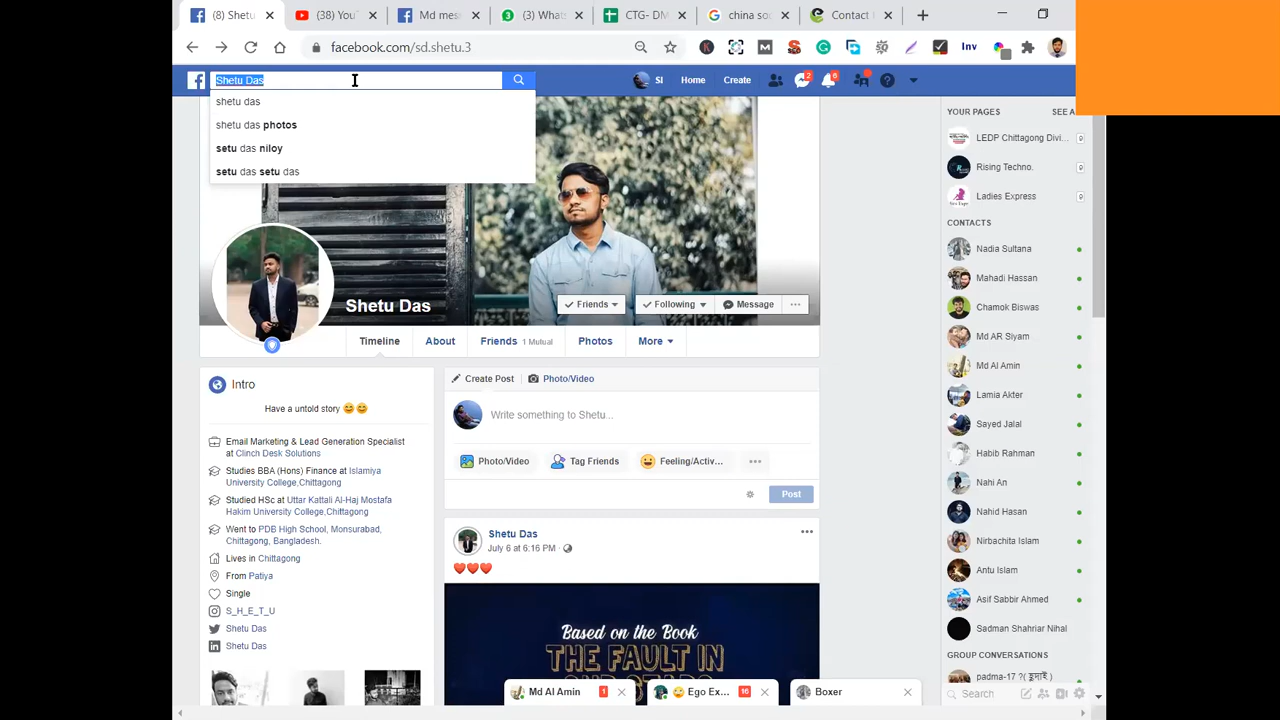 (8) Shetu
(38) YouT
Md mes
(3) Whats
CTG- DM
china so
Contact
facebook.com/sd.shetu.3
Inv
Shetu Das
SI
Home
Create
2
6
shetu das
shetu das photos
setu das niloy
setu das setu das
Shetu Das
Friends
Following
Message
Timeline
About
Friends 1 Mutual
Photos
More
Intro
Have a untold story
Email Marketing & Lead Generation Specialist
at Clinch Desk Solutions
Studies BBA (Hons) Finance at Islamiya
University College,Chittagong
Studied HSc at Uttar Kattali Al-Haj Mostafa
Hakim University College,Chittagong
Went to PDB High School, Monsurabad,
Chittagong, Bangladesh.
Lives in Chittagong
From Patiya
Single
S_H_E_T_U
Shetu Das
Shetu Das
Create Post
Photo/Video
Write something to Shetu...
Photo/Video
Tag Friends
Feeling/Activ...
Post
Shetu Das
July 6 at 6:16 PM
Based on the Book
THE FAULT IN
YOUR PAGES
SEE A
LEDP Chittagong Divi...
Rising Techno.
Ladies Express
CONTACTS
Nadia Sultana
Mahadi Hassan
Chamok Biswas
Md AR Siyam
Md Al Amin
Lamia Akter
Sayed Jalal
Habib Rahman
Nahi An
Nahid Hasan
Nirbachita Islam
Antu Islam
Asif Sabbir Ahmed
Sadman Shahriar Nihal
GROUP CONVERSATIONS
padma-17 ?( হুদাই )
Search
Md Al Amin
1
Ego Ex...
16
Boxer